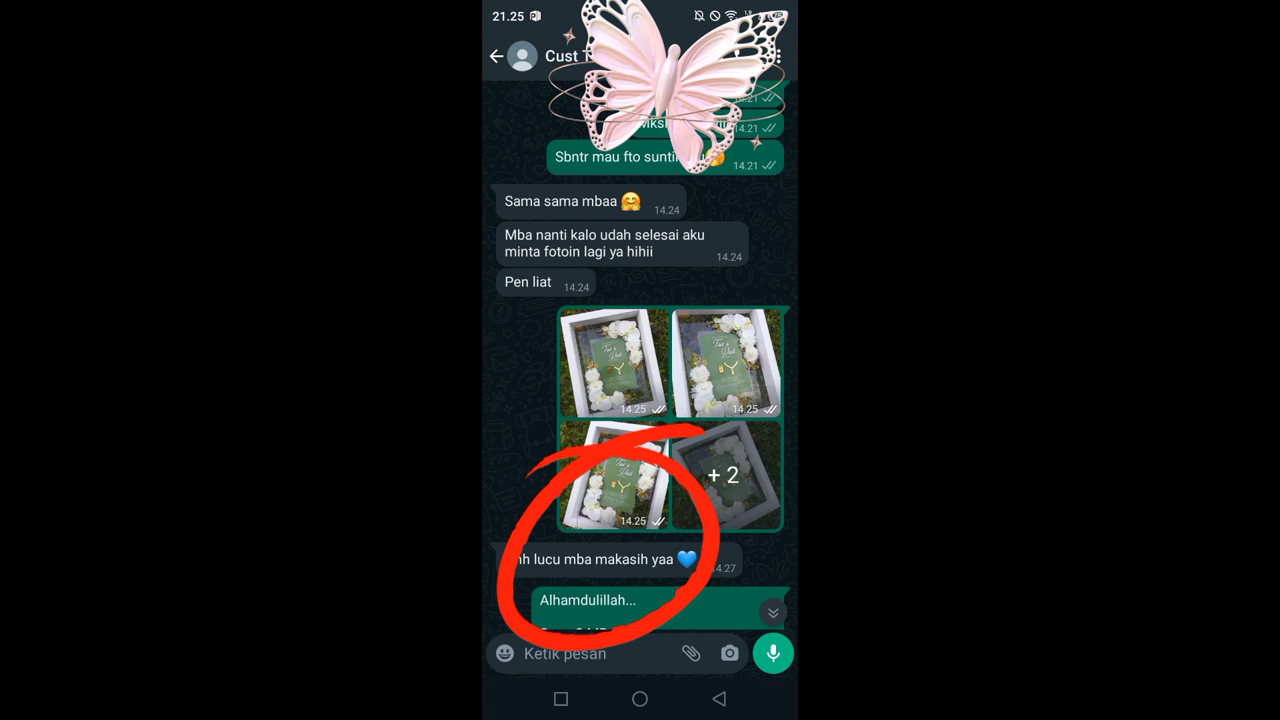 21.25
Cust T
14.21
14.21
Sbntr mau fto sunti
14.21
Sama sama mbaa 🤗
14.24
Mba nanti kalo udah selesai aku
minta fotoin lagi ya hihii
14.24
Pen liat
14.24
14.25
14.25
14.25
+ 2
lucu mba makasih yaa 💙
14.27
Alhamdulillah...
Ketik pesan